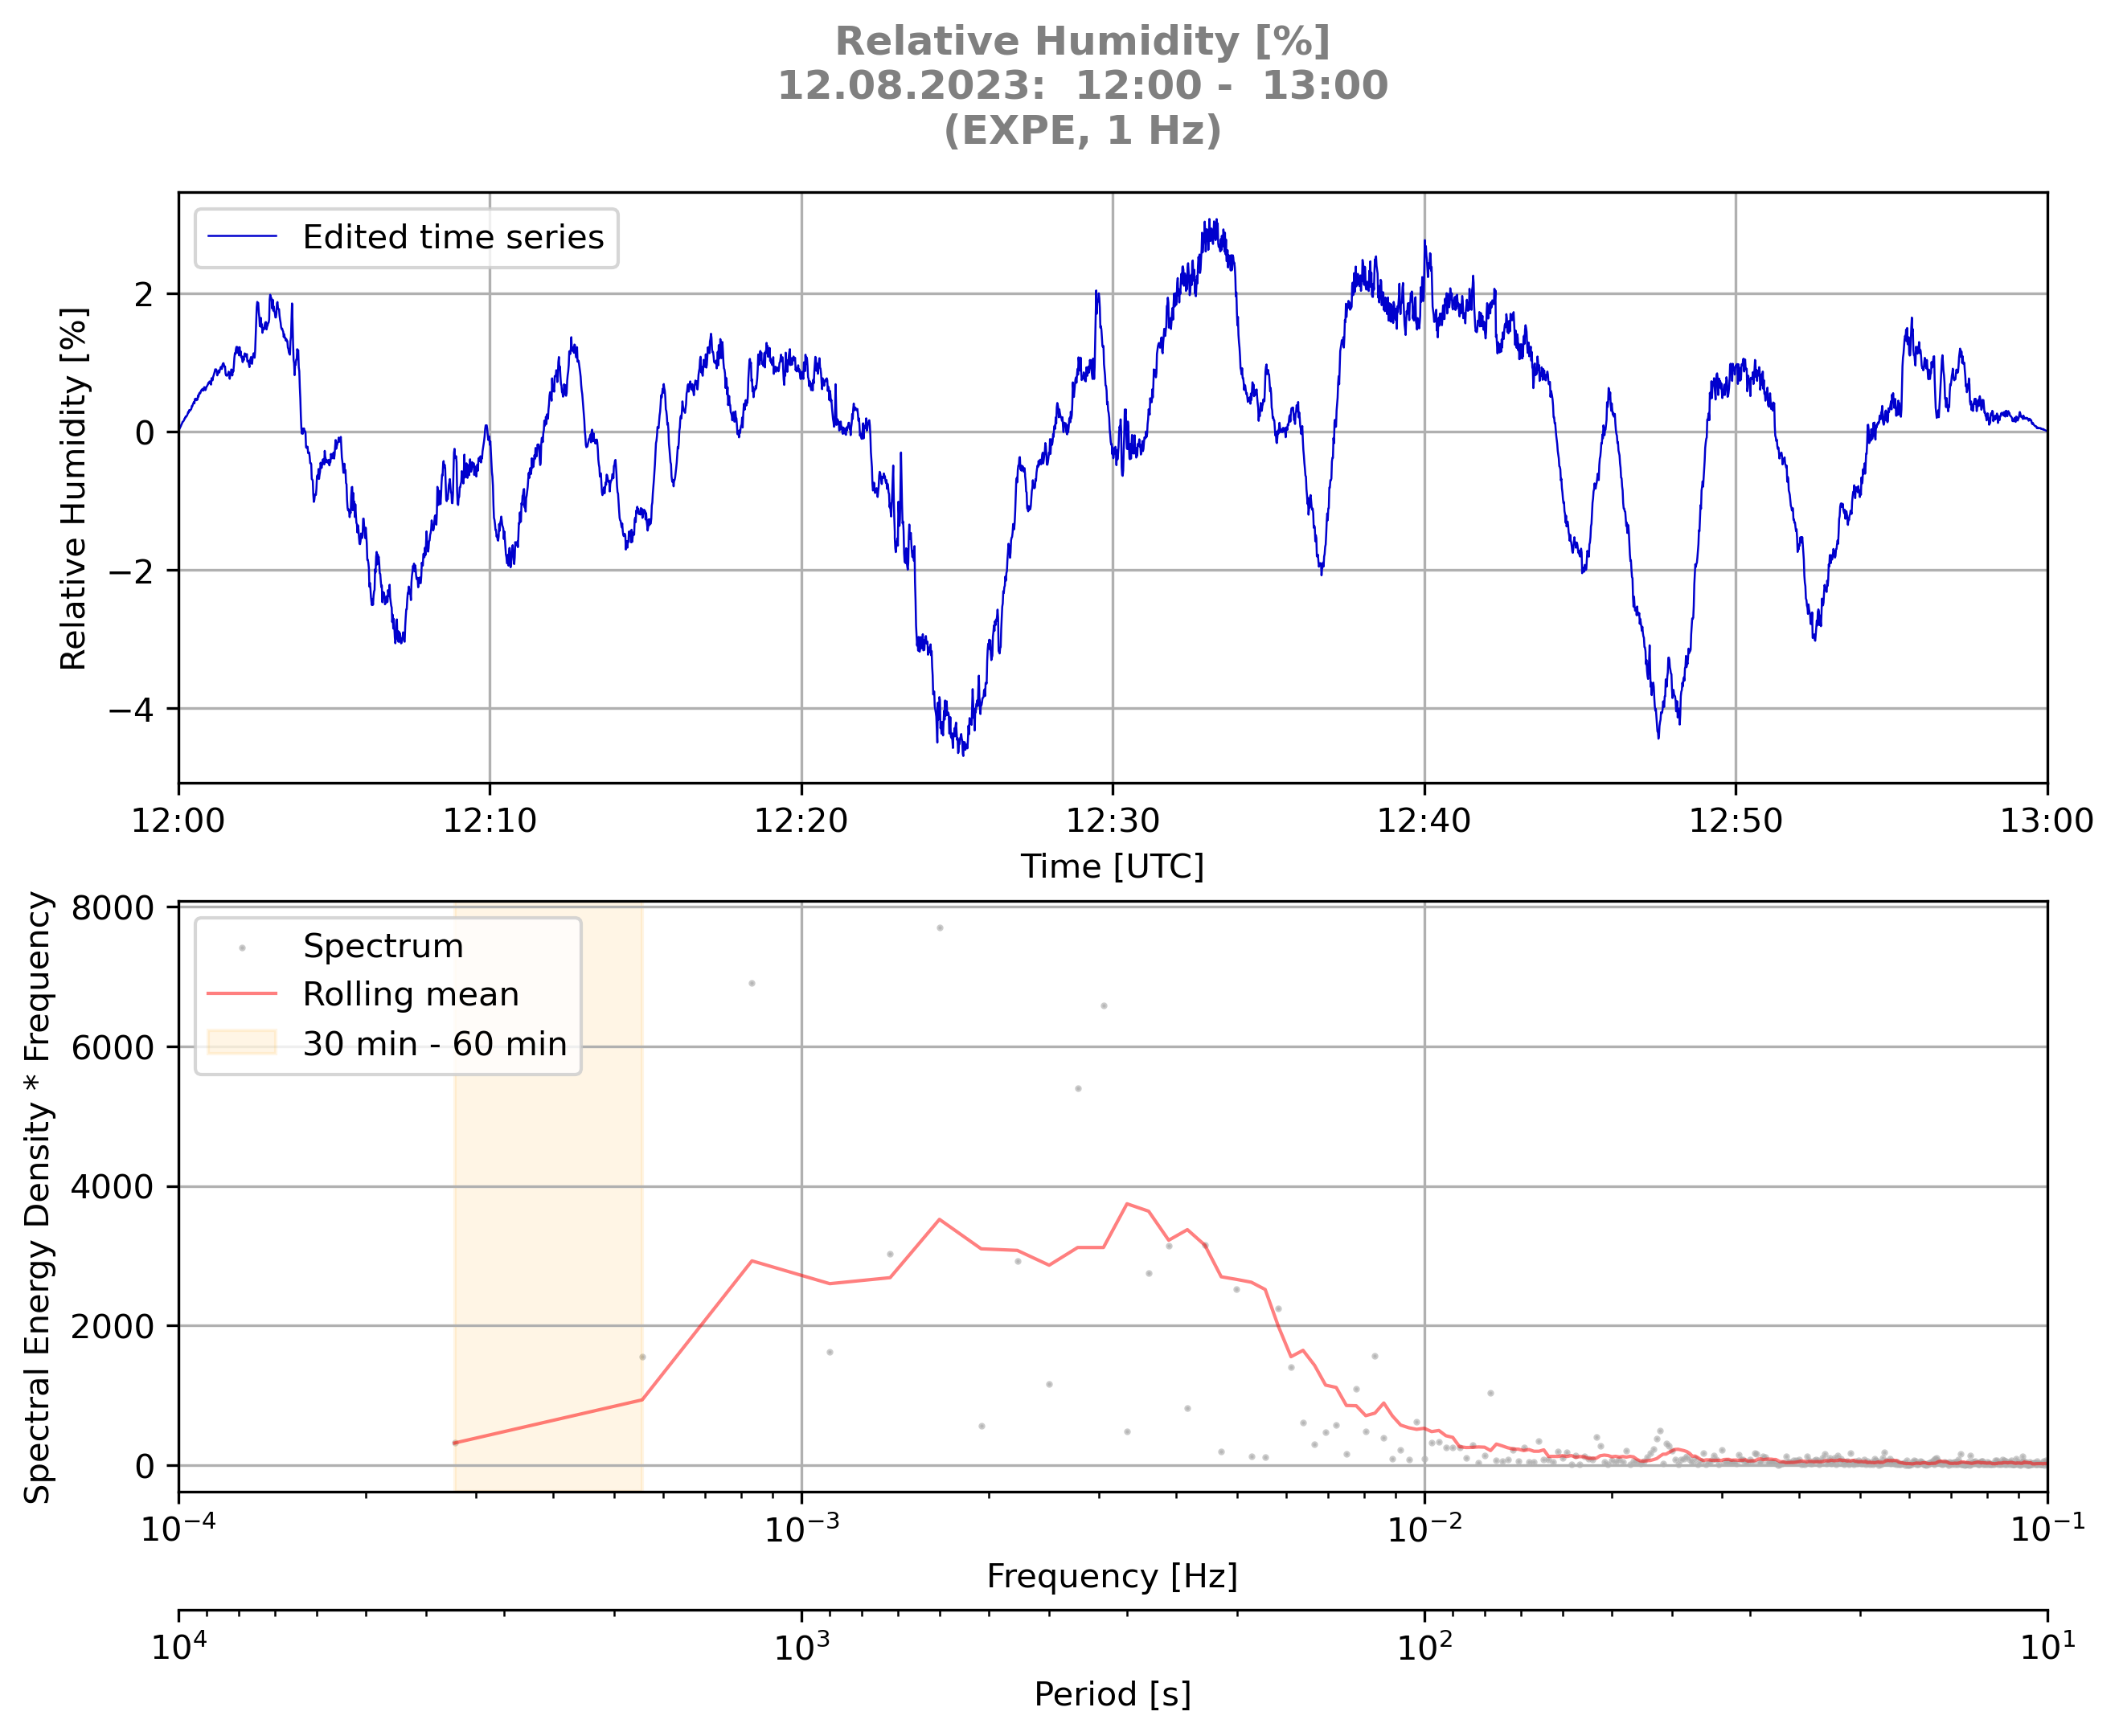 Relative Humidity [%]
12.08.2023:  12:00 -  13:00
(EXPE, 1 Hz)
Edited time series
Relative Humidity [%]
2
0
−2
−4
12:00 12:10 12:20 12:30 12:40 12:50 13:00
Time [UTC]
Spectrum
Rolling mean
30 min - 60 min
Spectral Energy Density * Frequency
8000
6000
4000
2000
0
10⁻⁴ 10⁻³ 10⁻² 10⁻¹
Frequency [Hz]
10⁴ 10³ 10² 10¹
Period [s]